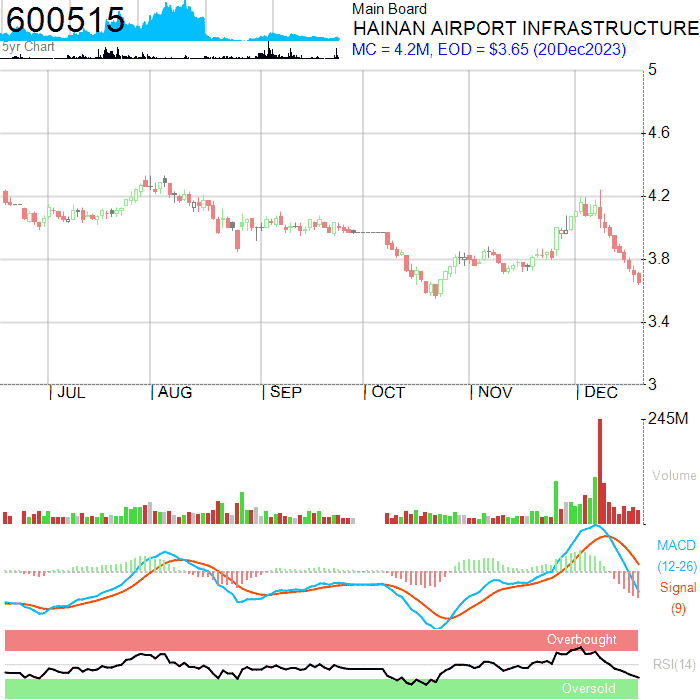 600515
5yr Chart
Main Board
HAINAN AIRPORT INFRASTRUCTURE
MC = 4.2M, EOD = $3.65 (20Dec2023)
5
4.6
4.2
3.8
3.4
3
JUL
AUG
SEP
OCT
NOV
DEC
245M
Volume
MACD
(12-26)
Signal
(9)
Overbought
RSI(14)
Oversold